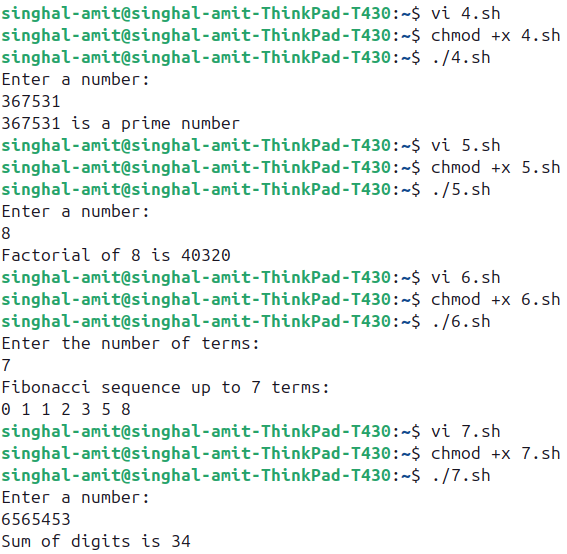 singhal-amit@singhal-amit-ThinkPad-T430:~$ vi 4.sh
singhal-amit@singhal-amit-ThinkPad-T430:~$ chmod +x 4.sh
singhal-amit@singhal-amit-ThinkPad-T430:~$ ./4.sh
Enter a number:
367531
367531 is a prime number
singhal-amit@singhal-amit-ThinkPad-T430:~$ vi 5.sh
singhal-amit@singhal-amit-ThinkPad-T430:~$ chmod +x 5.sh
singhal-amit@singhal-amit-ThinkPad-T430:~$ ./5.sh
Enter a number:
8
Factorial of 8 is 40320
singhal-amit@singhal-amit-ThinkPad-T430:~$ vi 6.sh
singhal-amit@singhal-amit-ThinkPad-T430:~$ chmod +x 6.sh
singhal-amit@singhal-amit-ThinkPad-T430:~$ ./6.sh
Enter the number of terms:
7
Fibonacci sequence up to 7 terms:
0 1 1 2 3 5 8
singhal-amit@singhal-amit-ThinkPad-T430:~$ vi 7.sh
singhal-amit@singhal-amit-ThinkPad-T430:~$ chmod +x 7.sh
singhal-amit@singhal-amit-ThinkPad-T430:~$ ./7.sh
Enter a number:
6565453
Sum of digits is 34